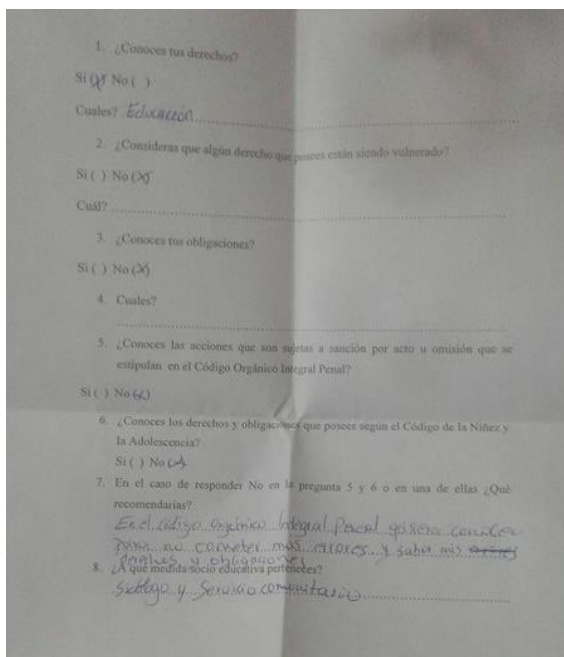 1. ¿Conoces tus derechos?
Si (X) No ( )
Cuales? Educación
2. ¿Consideras que algún derecho que posees están siendo vulnerado?
Si ( ) No (X)
Cuál?
3. ¿Conoces tus obligaciones?
Si ( ) No (X)
4. Cuales?
5. ¿Conoces las acciones que son sujetas a sanción por acto u omisión que se
estipulan en el Código Orgánico Integral Penal?
Si ( ) No (X)
6. ¿Conoces los derechos y obligaciones que posees según el Código de la Niñez y
la Adolescencia?
Si ( ) No (X)
7. En el caso de responder No en la pregunta 5 y 6 o en una de ellas ¿Qué
recomendarías?
En el código Orgánico Integral Penal quisiera conocer
para no cometer mas errores y saber mis
y obligaciones
8. ¿A qué medida socio educativa perteneces?
y Servicio comunitario